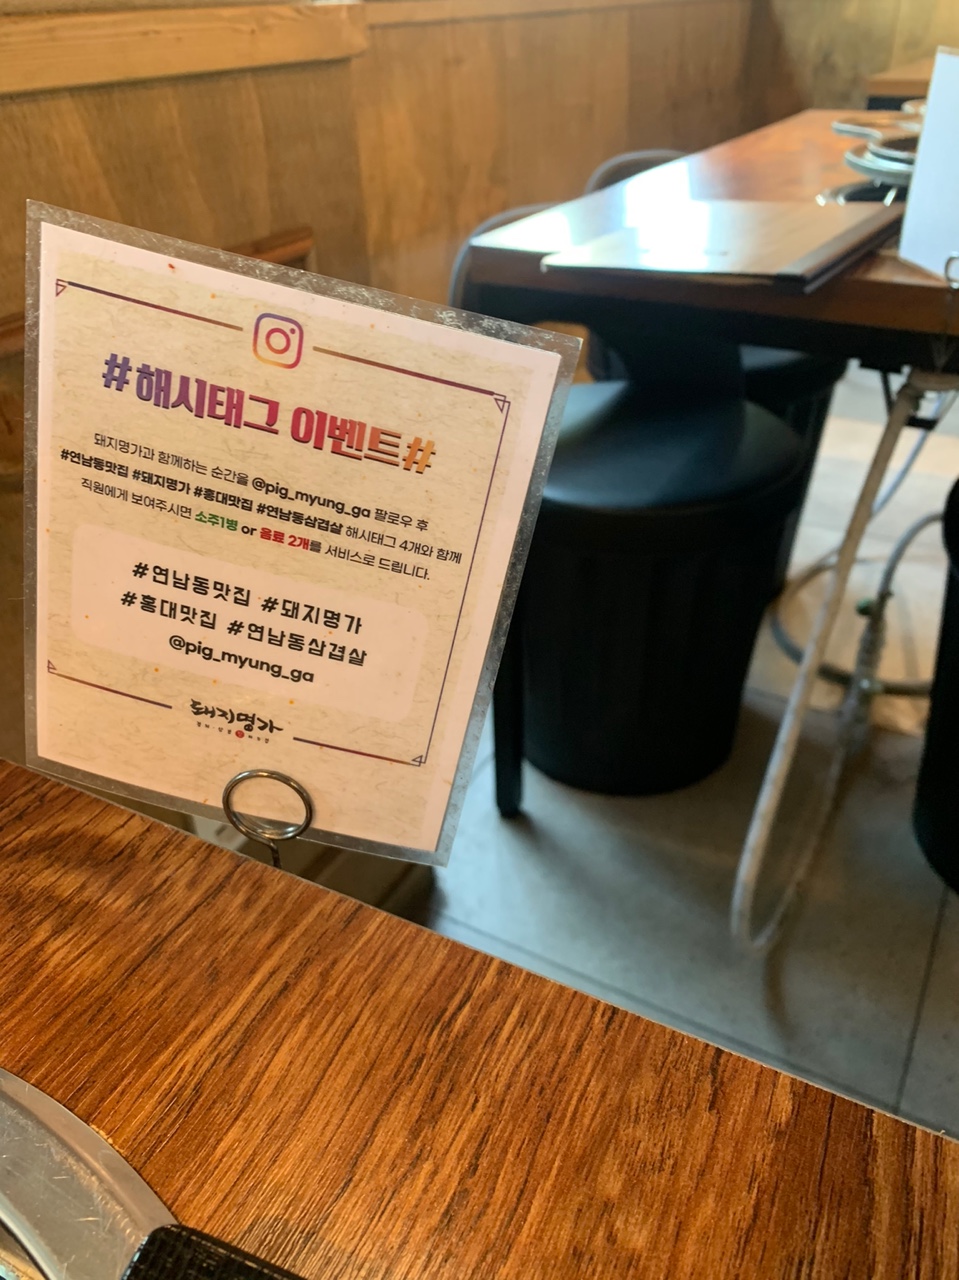 #해시태그 이벤트#
돼지명가과 함께하는 순간을 @pig_myung_ga 팔로우 후
#연남동맛집 #돼지명가 #홍대맛집 #연남동삼겹살 해시태그 4개와 함께
직원에게 보여주시면 소주1병 or 음료 2개를 서비스로 드립니다.
#연남동맛집 #돼지명가
#홍대맛집 #연남동삼겹살
@pig_myung_ga
돼지명가